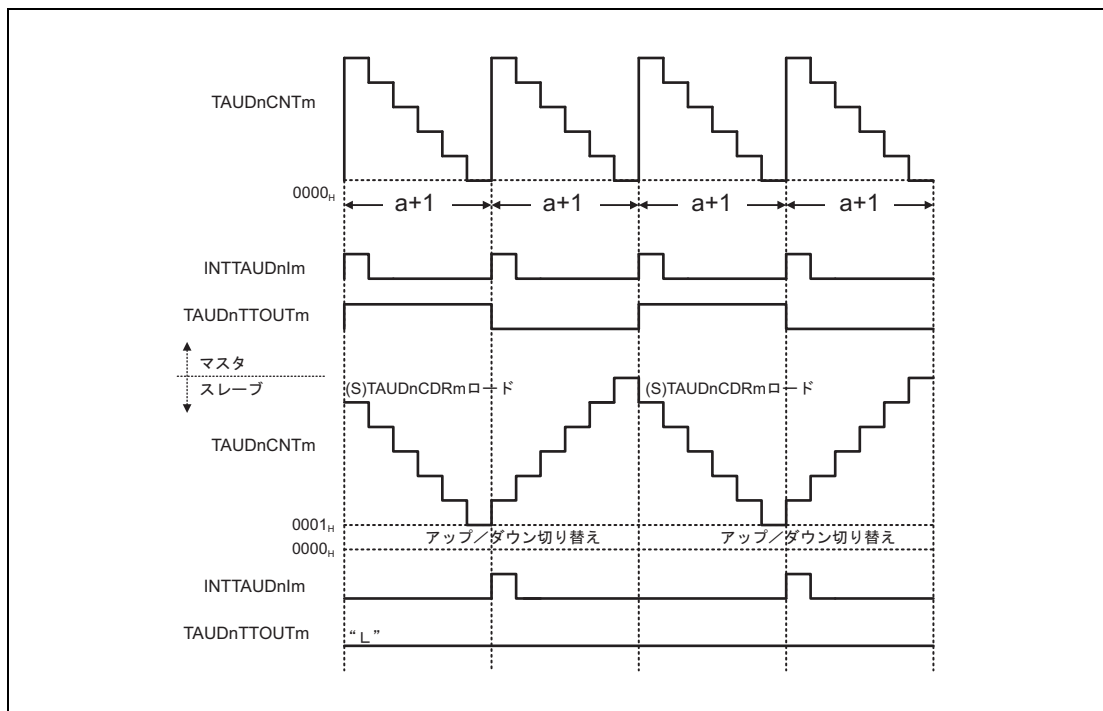 TAUDnCNTm
0000H
a+1 a+1 a+1 a+1
INTTAUDnIm
TAUDnTTOUTm
マスタ
スレーブ
(S)TAUDnCDRmロード (S)TAUDnCDRmロード
TAUDnCNTm
0001H
アップ／ダウン切り替え アップ／ダウン切り替え
0000H
INTTAUDnIm
TAUDnTTOUTm
“L”